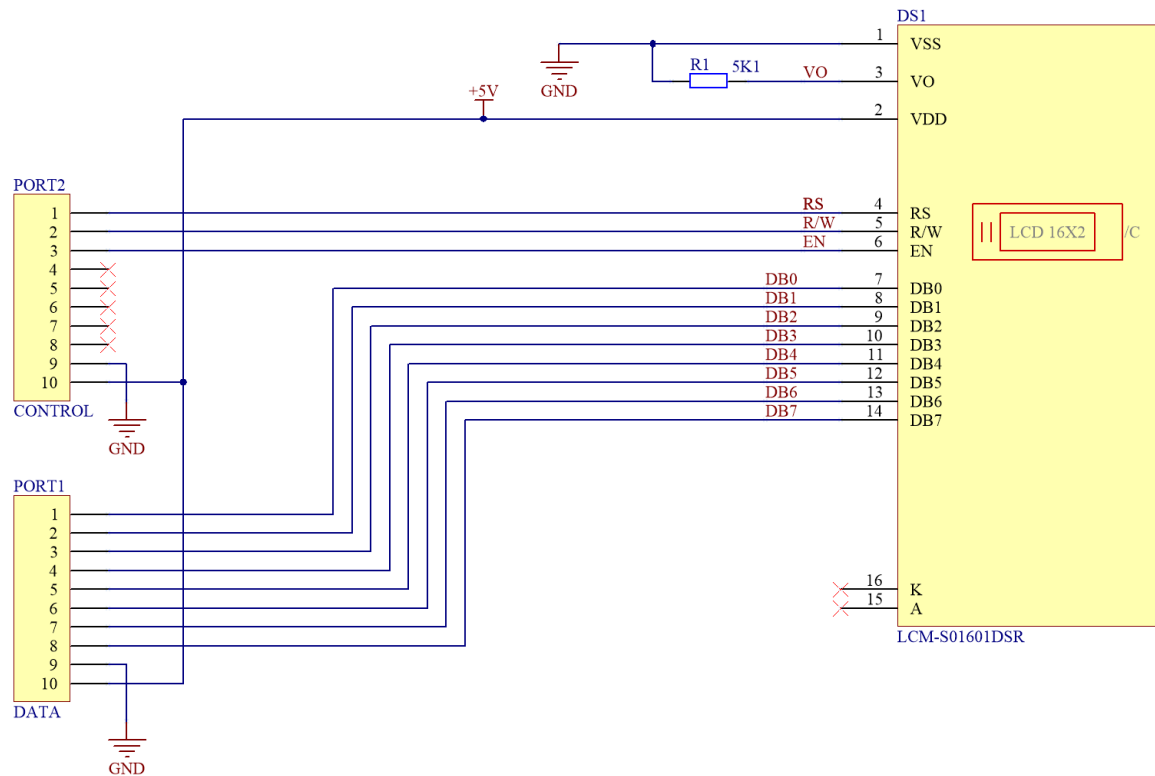 DS1
1 VSS
GND
R1 5K1 VO 3 VO
+5V
2 VDD
PORT2
1 RS 4 RS
2 R/W 5 R/W
3 EN 6 EN
LCD 16X2 /C
4
5
6
7
8
9
10
CONTROL
GND
DB0 7 DB0
DB1 8 DB1
DB2 9 DB2
DB3 10 DB3
DB4 11 DB4
DB5 12 DB5
DB6 13 DB6
DB7 14 DB7
PORT1
1
2
3
4
5
6
7
8
9
10
DATA
GND
16 K
15 A
LCM-S01601DSR